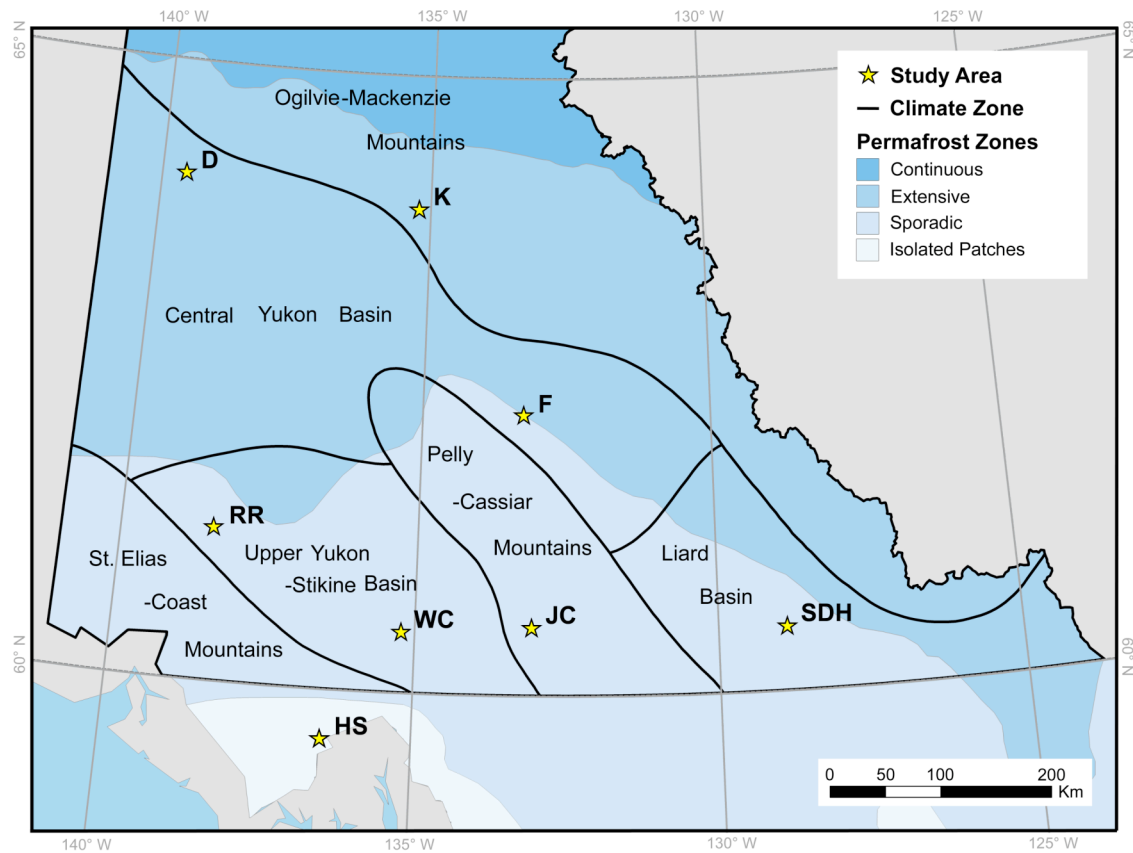 140° W
135° W
130° W
125° W
65° N
65° N
Study Area
Climate Zone
Permafrost Zones
Continuous
Extensive
Sporadic
Isolated Patches
Ogilvie-Mackenzie
Mountains
D
K
Central Yukon Basin
F
Pelly
-Cassiar
Mountains
RR
Upper Yukon
-Stikine Basin
St. Elias
-Coast
Mountains
Liard
Basin
WC
JC
SDH
60° N
60° N
HS
0 50 100 200
Km
140° W
135° W
130° W
125° W